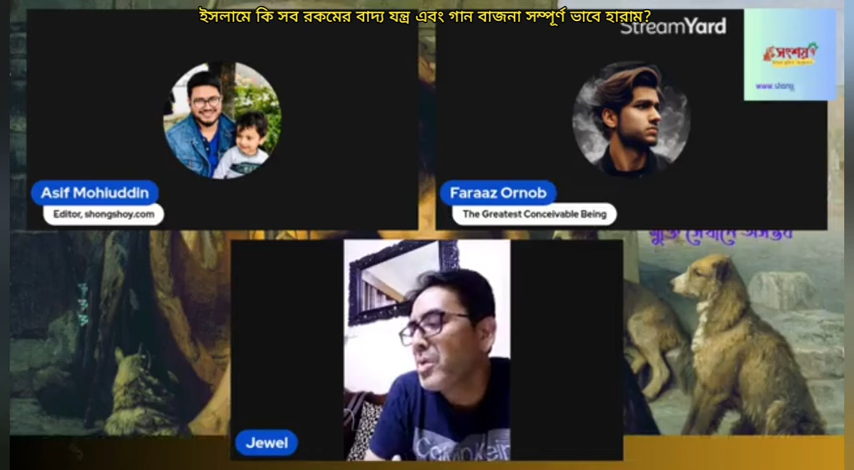 ইসলামে কি সব রকমের বাদ্য যন্ত্র এবং গান বাজনা সম্পূর্ণ ভাবে হারাম?
StreamYard
সংশয়
Asif Mohiuddin
Editor, shongshoy.com
Faraaz Ornob
The Greatest Conceivable Being
Jewel